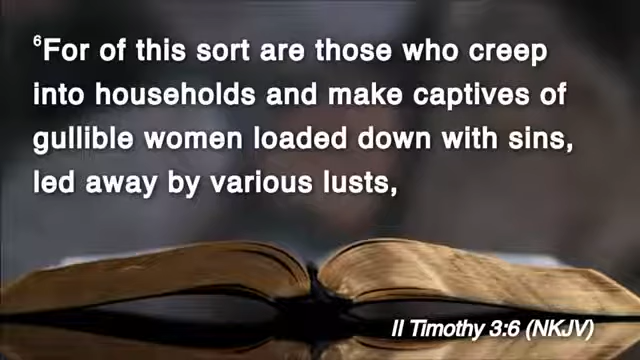 ⁶For of this sort are those who creep
into households and make captives of
gullible women loaded down with sins,
led away by various lusts,
II Timothy 3:6 (NKJV)